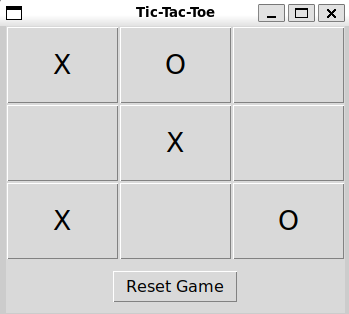 Tic-Tac-Toe
X O
X
X O
Reset Game